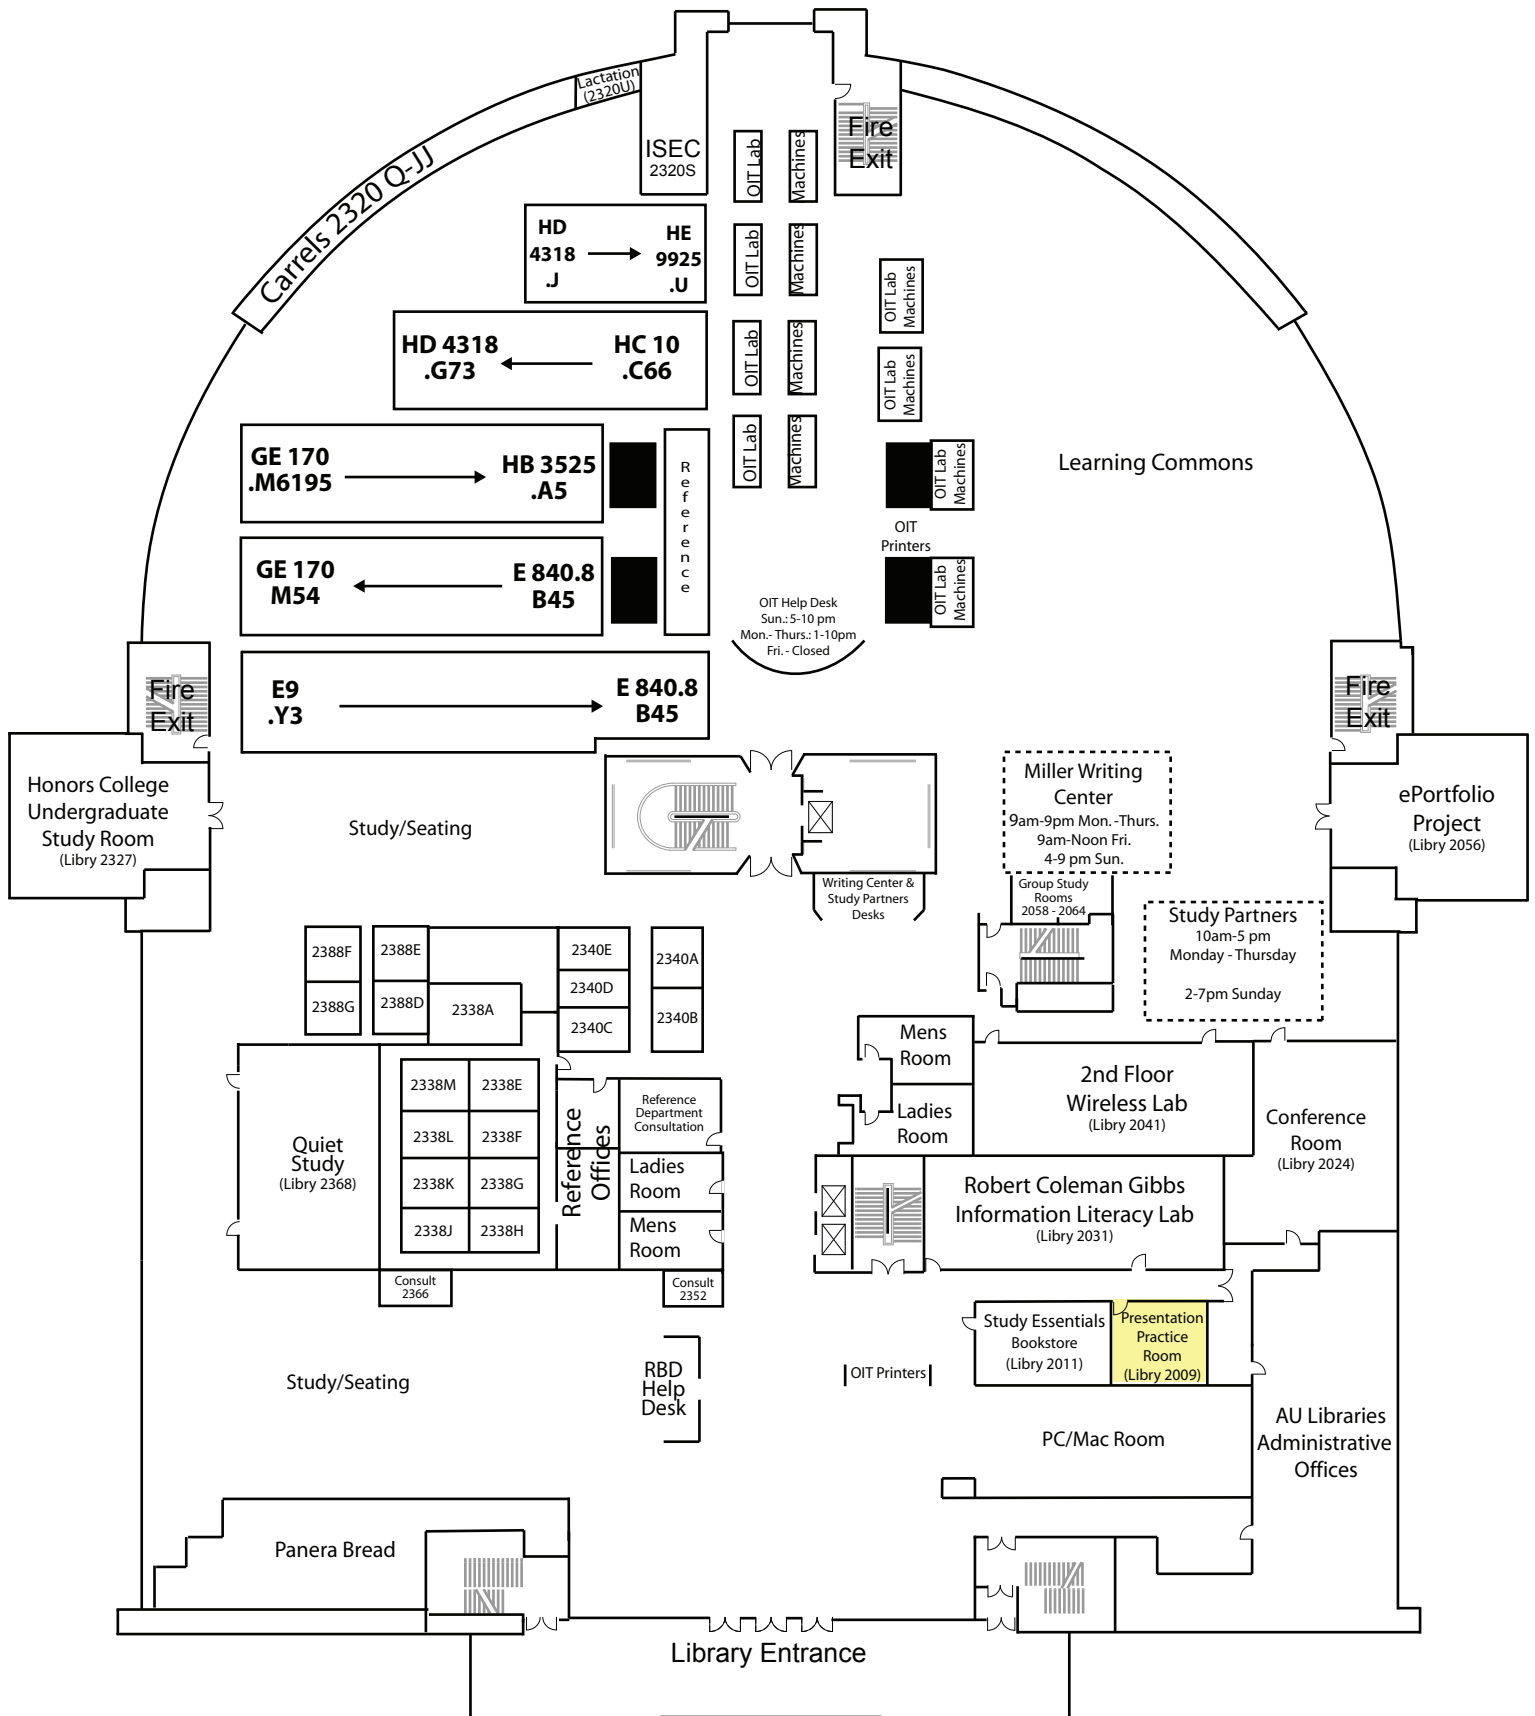 Lactation
(2320U)
Carrels 2320 Q-JJ
ISEC
2320S
Fire
Exit
OIT Lab
Machines
OIT Lab
Machines
OIT Lab
Machines
OIT Lab
Machines
OIT Lab
Machines
OIT Lab
Machines
HD
4318
.J
HE
9925
.U
HD 4318
.G73
HC 10
.C66
GE 170
.M6195
HB 3525
.A5
Reference
OIT Lab
Machines
Learning Commons
OIT
Printers
GE 170
M54
E 840.8
B45
OIT Lab
Machines
OIT Help Desk
Sun.: 5-10 pm
Mon.- Thurs.: 1-10pm
Fri. - Closed
Fire
Exit
E9
.Y3
E 840.8
B45
Fire
Exit
Honors College
Undergraduate
Study Room
(Libry 2327)
Study/Seating
Miller Writing
Center
9am-9pm Mon. -Thurs.
9am-Noon Fri.
4-9 pm Sun.
ePortfolio
Project
(Libry 2056)
Writing Center &
Study Partners
Desks
Group Study
Rooms
2058 - 2064
Study Partners
10am-5 pm
Monday - Thursday
2-7pm Sunday
2388F
2388E
2340E
2340A
2388G
2388D
2338A
2340D
2340C
2340B
Mens
Room
Ladies
Room
2nd Floor
Wireless Lab
(Libry 2041)
Conference
Room
(Libry 2024)
Quiet
Study
(Libry 2368)
2338M
2338E
2338L
2338F
2338K
2338G
2338J
2338H
Reference
Offices
Reference
Department
Consultation
Ladies
Room
Mens
Room
Robert Coleman Gibbs
Information Literacy Lab
(Libry 2031)
Consult
2366
Consult
2352
Study Essentials
Bookstore
(Libry 2011)
Presentation
Practice
Room
(Libry 2009)
Study/Seating
RBD
Help
Desk
OIT Printers
PC/Mac Room
AU Libraries
Administrative
Offices
Panera Bread
Library Entrance